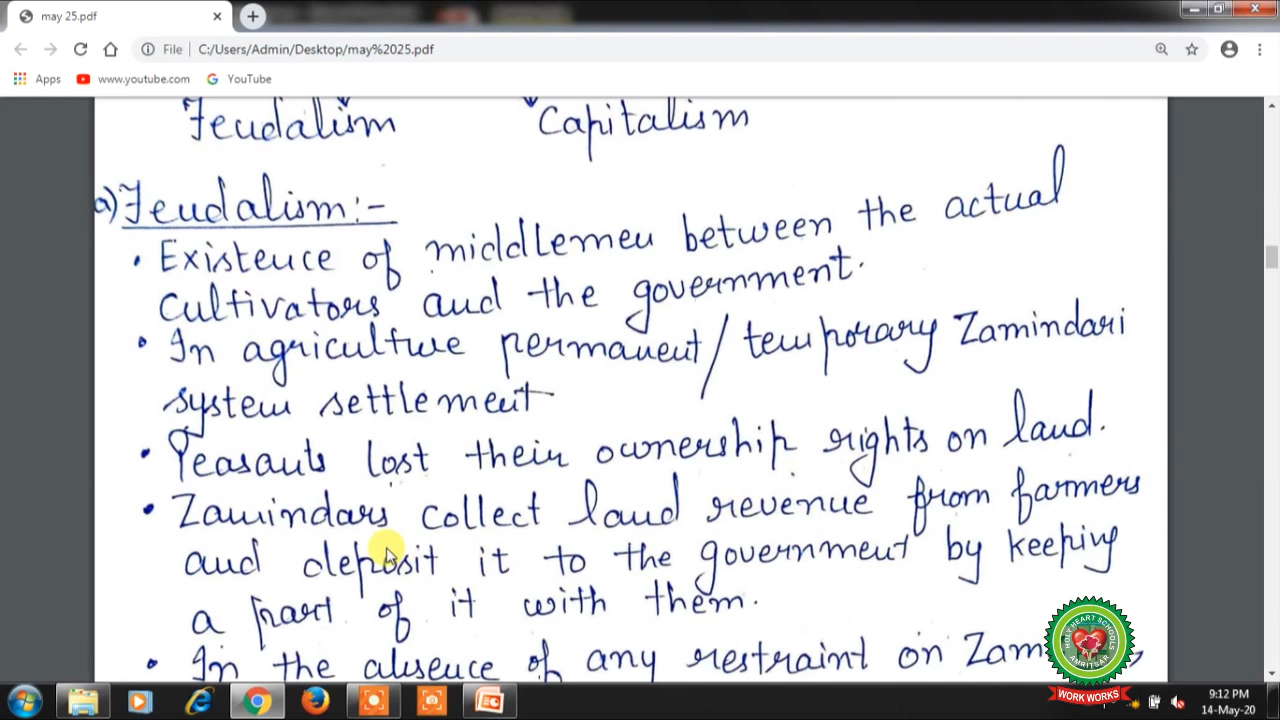 may 25.pdf
File C:/Users/Admin/Desktop/may%2025.pdf
Apps www.youtube.com YouTube
Feudalism Capitalism
a) Feudalism:-
• Existence of middlemen between the actual
cultivators and the government.
• In agriculture permanent/temporary Zamindari
system settlement
• Peasants lost their ownership rights on land.
• Zamindars collect land revenue from farmers
and deposit it to the government by keeping
a part of it with them.
• In the absence of any restraint on
HOLY HEART SCHOOLS
AMRITSAR
WORK WORKS
9:12 PM
14-May-20